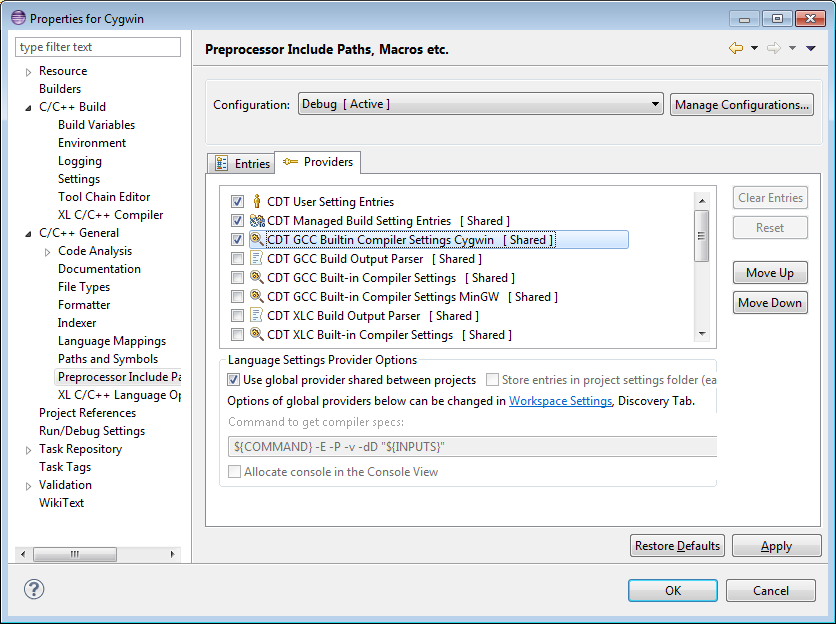 Properties for Cygwin
type filter text
Resource
Builders
C/C++ Build
Build Variables
Environment
Logging
Settings
Tool Chain Editor
XL C/C++ Compiler
C/C++ General
Code Analysis
Documentation
File Types
Formatter
Indexer
Language Mappings
Paths and Symbols
Preprocessor Include Pa
XL C/C++ Language Op
Project References
Run/Debug Settings
Task Repository
Task Tags
Validation
WikiText
Preprocessor Include Paths, Macros etc.
Configuration: Debug [ Active ] Manage Configurations...
Entries Providers
CDT User Setting Entries
CDT Managed Build Setting Entries [ Shared ]
CDT GCC Builtin Compiler Settings Cygwin [ Shared ]
CDT GCC Build Output Parser [ Shared ]
CDT GCC Built-in Compiler Settings [ Shared ]
CDT GCC Built-in Compiler Settings MinGW [ Shared ]
CDT XLC Build Output Parser [ Shared ]
CDT XLC Built-in Compiler Settings [ Shared ]
Clear Entries
Reset
Move Up
Move Down
Language Settings Provider Options
Use global provider shared between projects Store entries in project settings folder (ea
Options of global providers below can be changed in Workspace Settings, Discovery Tab.
Command to get compiler specs:
${COMMAND} -E -P -v -dD "${INPUTS}"
Allocate console in the Console View
Restore Defaults Apply
? OK Cancel